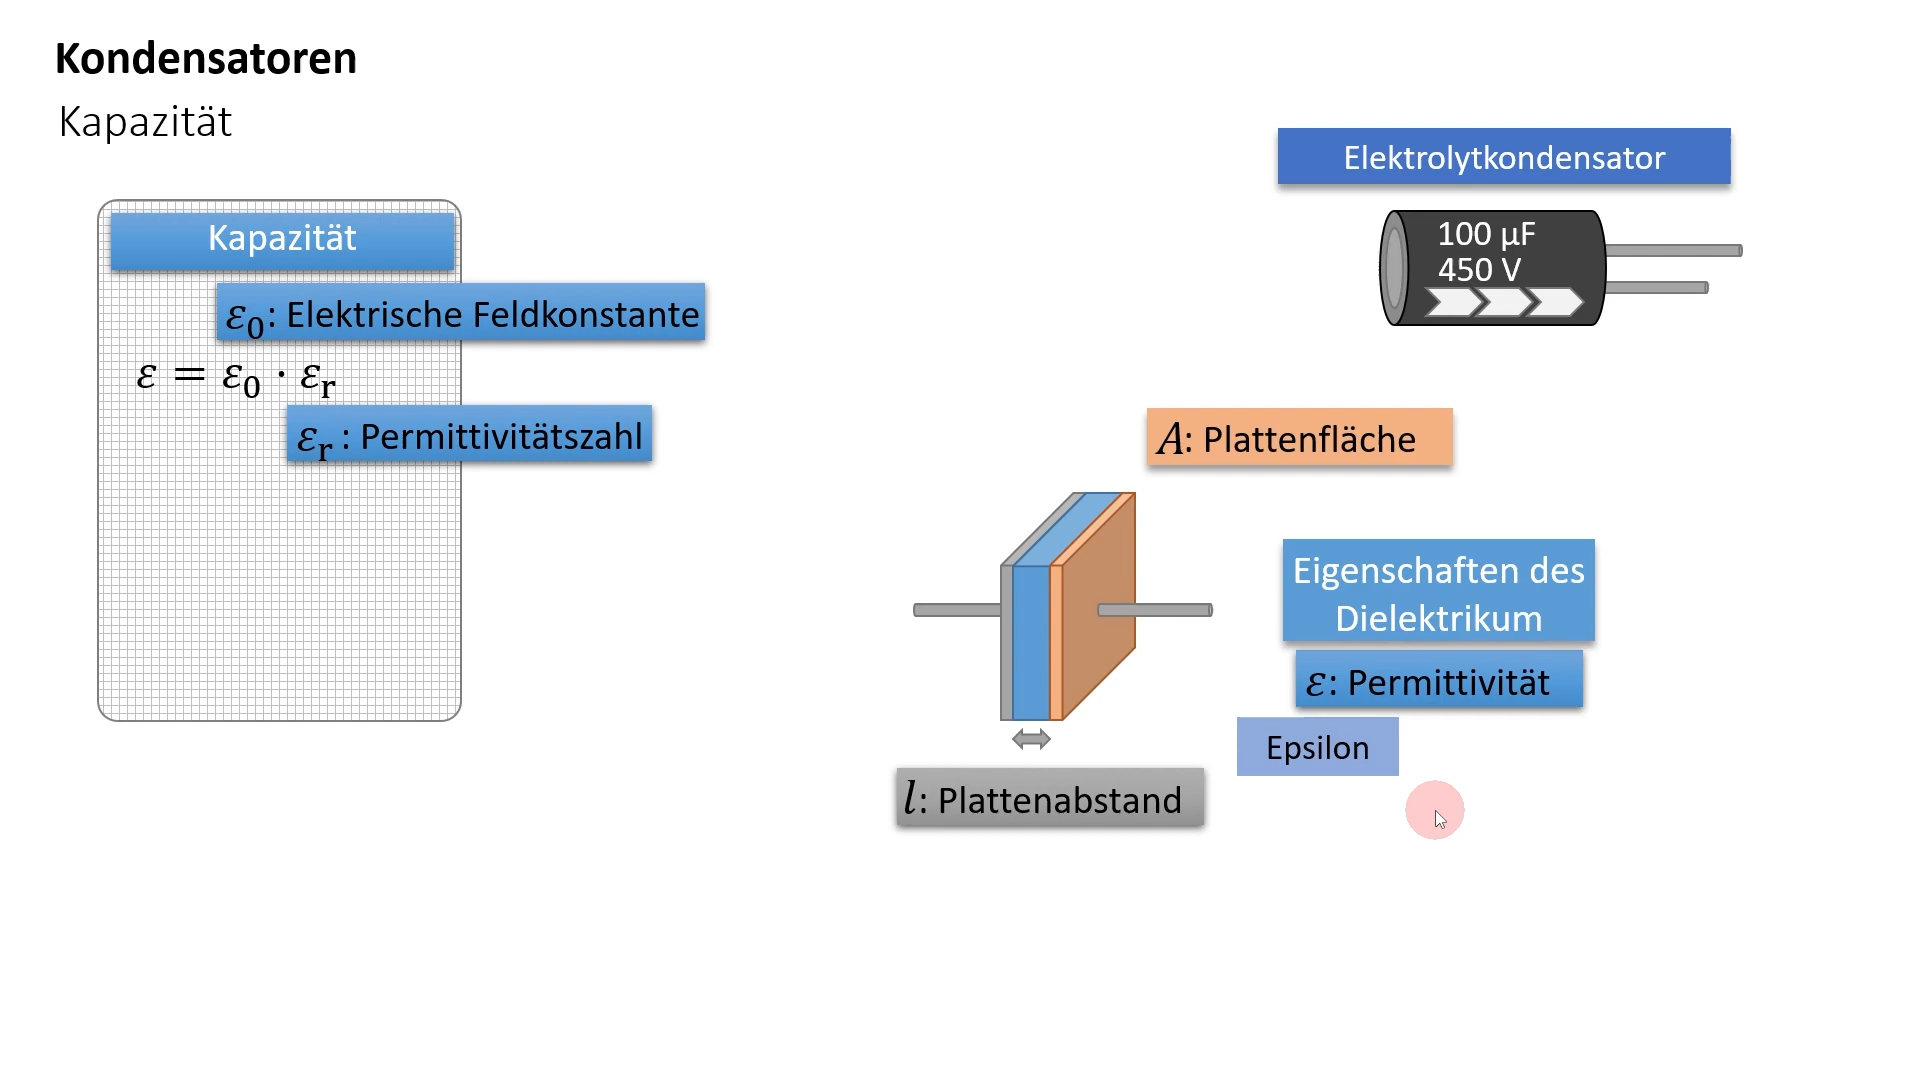 Kondensatoren
Kapazität
Elektrolytkondensator
100 µF
450 V
Kapazität
ε₀: Elektrische Feldkonstante
ε = ε₀ · εᵣ
εᵣ : Permittivitätszahl
A: Plattenfläche
Eigenschaften des
Dielektrikum
ε: Permittivität
Epsilon
l: Plattenabstand